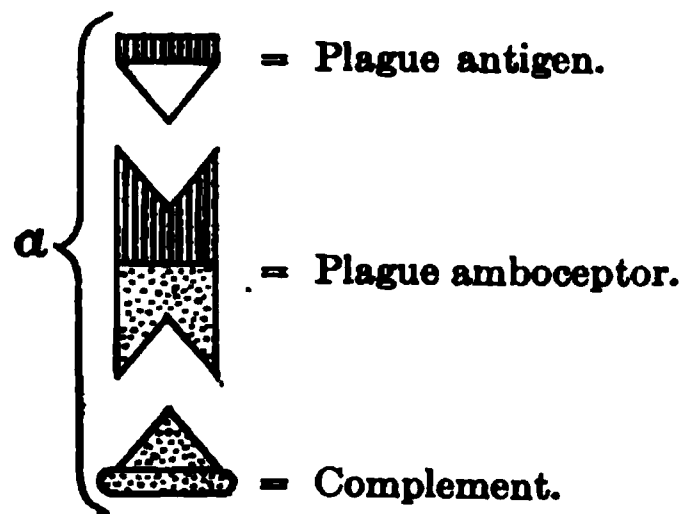 = Plague antigen.
a
= Plague amboceptor.
= Complement.